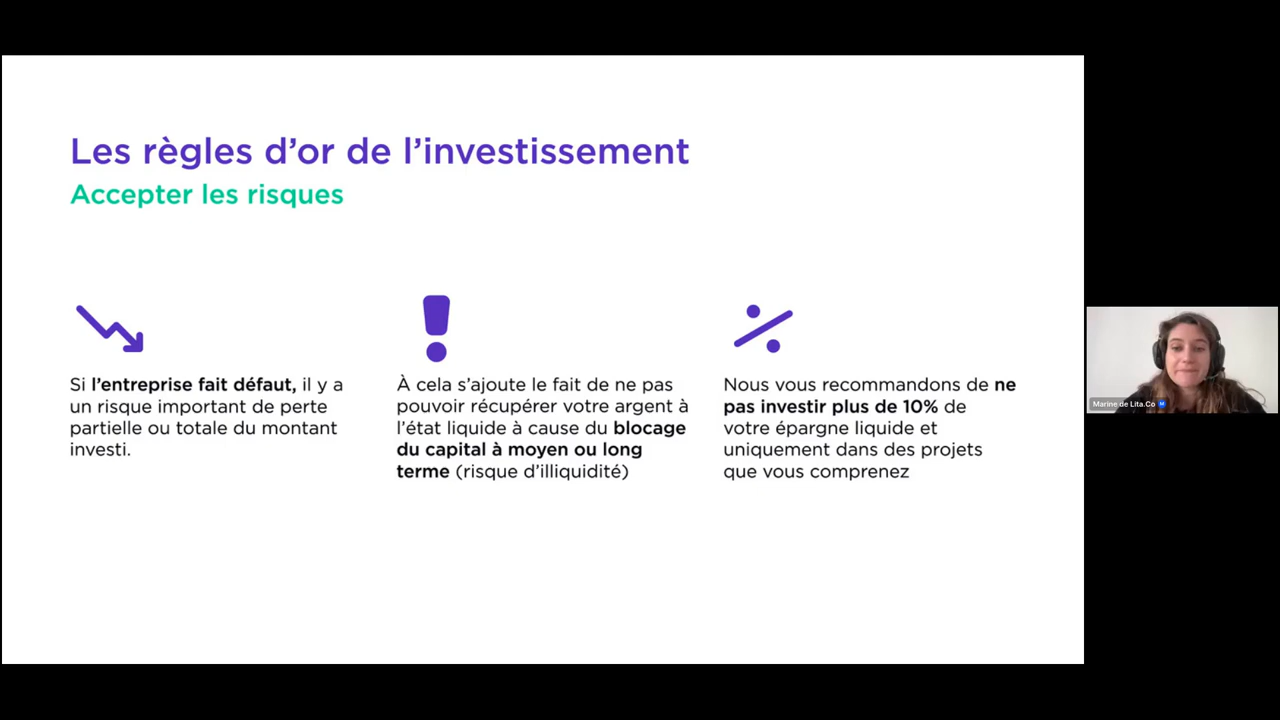 Les règles d’or de l’investissement
Accepter les risques
Si l’entreprise fait défaut, il y a
un risque important de perte
partielle ou totale du montant
investi.
À cela s’ajoute le fait de ne pas
pouvoir récupérer votre argent à
l’état liquide à cause du blocage
du capital à moyen ou long
terme (risque d’illiquidité)
Nous vous recommandons de ne
pas investir plus de 10% de
votre épargne liquide et
uniquement dans des projets
que vous comprenez
Marine de Lita.Co